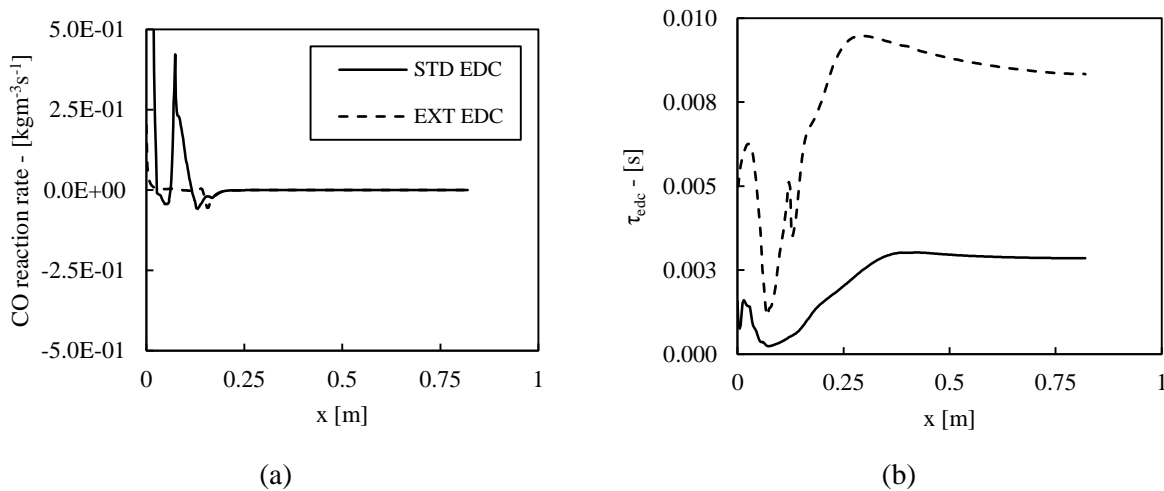 5.0E-01
2.5E-01
0.0E+00
-2.5E-01
-5.0E-01
CO reaction rate - [kgm⁻³s⁻¹]
STD EDC
EXT EDC
0 0.25 0.5 0.75 1
x [m]
(a)
0.010
0.008
0.005
0.003
0.000
τedc - [s]
0 0.25 0.5 0.75 1
x [m]
(b)